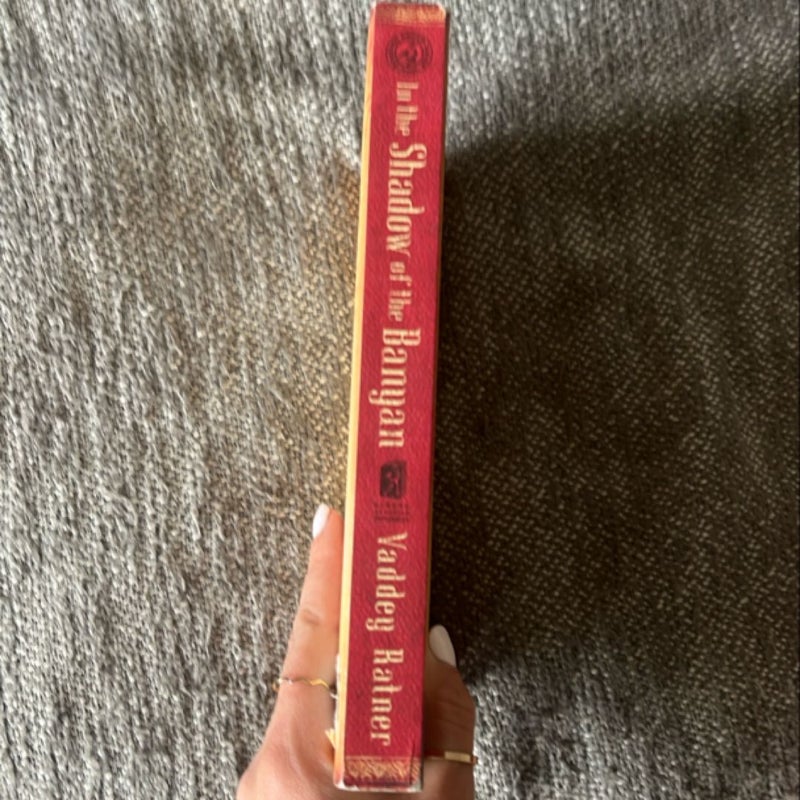 In the Shadow of the Banyan
Vaddey Ratner